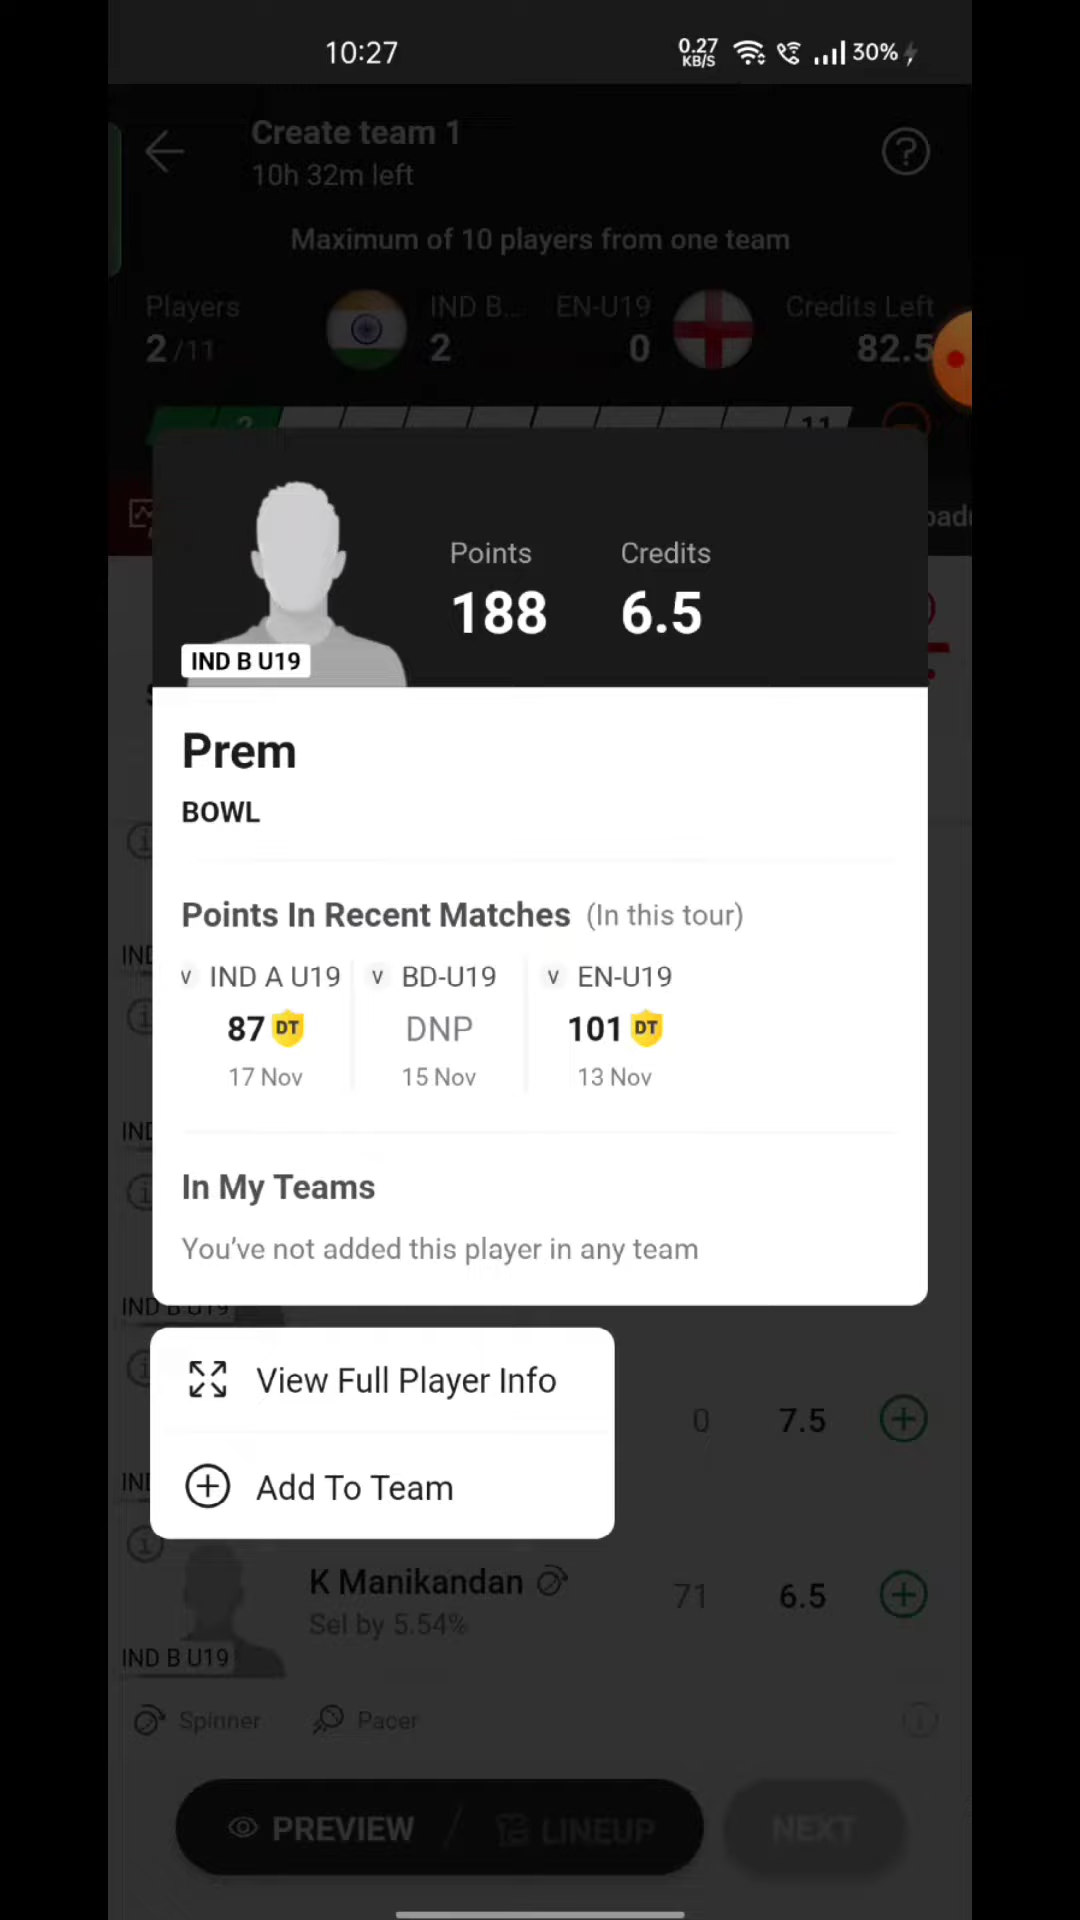 10:27
0.27
KB/S
30%
Create team 1
10h 32m left
Maximum of 10 players from one team
Players
IND B...
EN-U19
Credits Left
2/11
2
0
82.5
2
11
Points
Credits
188
6.5
IND B U19
Prem
BOWL
Points In Recent Matches (In this tour)
v IND A U19
v BD-U19
v EN-U19
87 DT
DNP
101 DT
17 Nov
15 Nov
13 Nov
In My Teams
You've not added this player in any team
IND B U19
View Full Player Info
0
7.5
Add To Team
K Manikandan
71
6.5
Sel by 5.54%
IND B U19
Spinner
Pacer
PREVIEW
LINEUP
NEXT